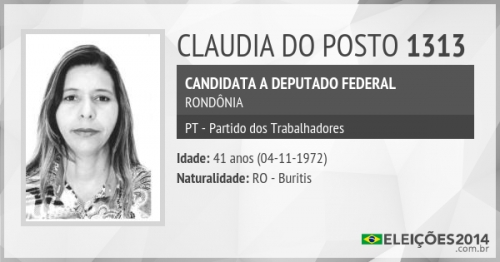 CLAUDIA DO POSTO 1313
CANDIDATA A DEPUTADO FEDERAL
RONDÔNIA
PT - Partido dos Trabalhadores
Idade: 41 anos (04-11-1972)
Naturalidade: RO - Buritis
ELEIÇÕES2014
.com.br